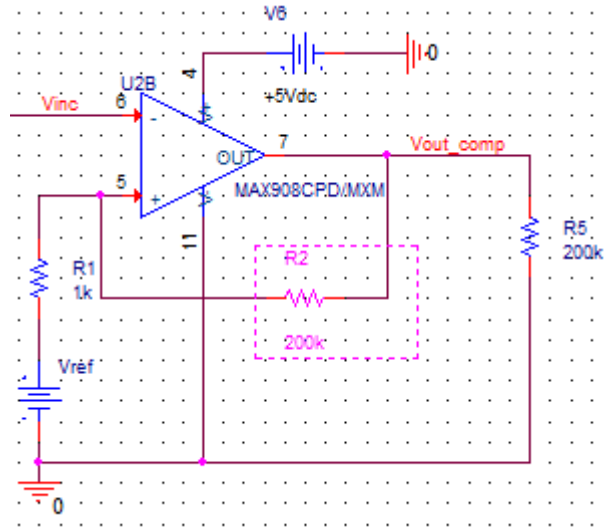 V6
0
4
U2B
+5Vdc
Vinc
6
-
V+
7
Vout_comp
OUT
5
+
V-
MAX908CPD/MXM
11
R1
1k
R2
200k
R5
200k
Vref
0